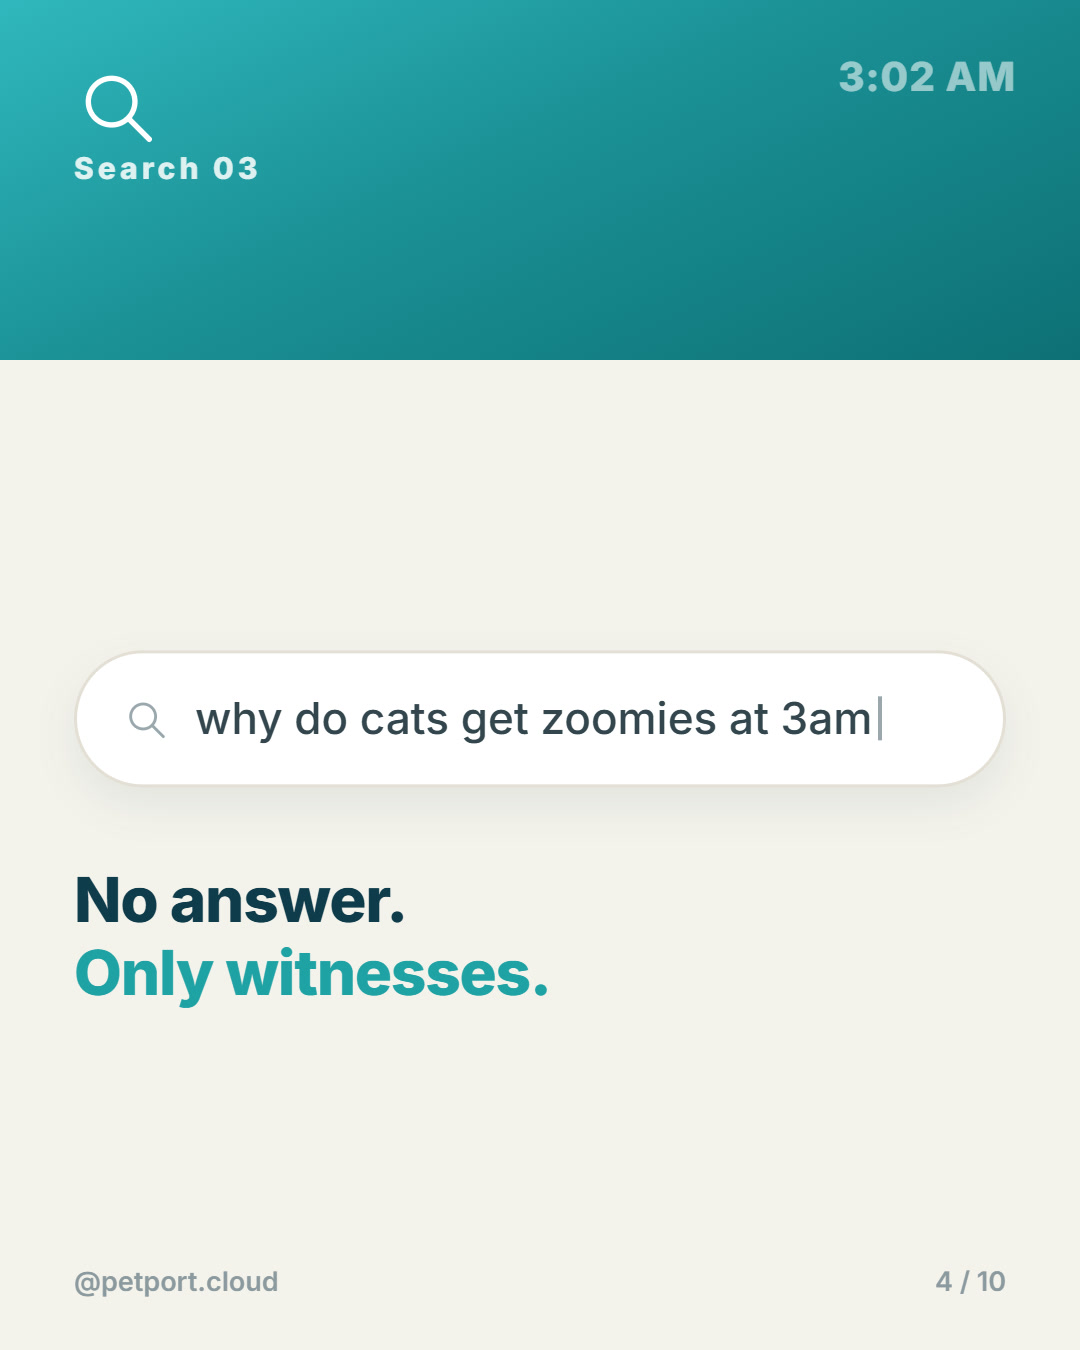 3:02 AM
Search 03
why do cats get zoomies at 3am
No answer.
Only witnesses.
@petport.cloud
4 / 10